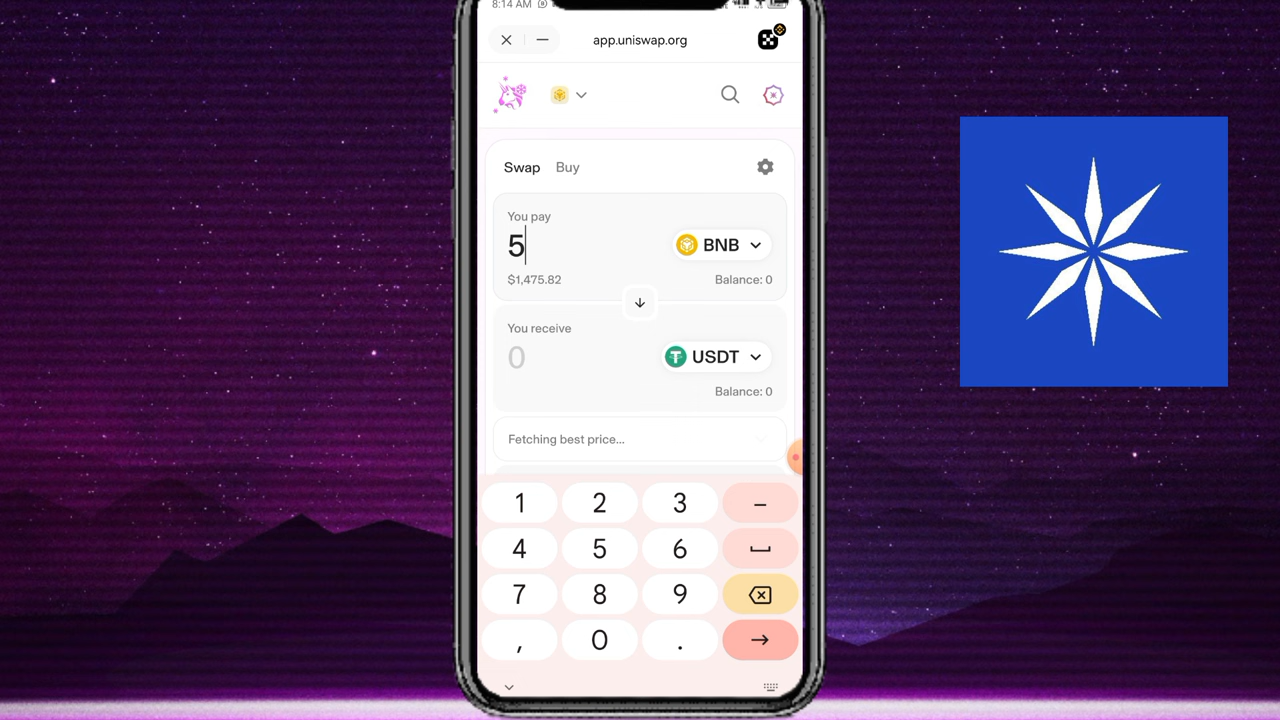 8:14 AM
app.uniswap.org
Swap Buy
You pay
5 BNB
$1,475.82 Balance: 0
You receive
0 USDT
Balance: 0
Fetching best price...
1 2 3 –
4 5 6
7 8 9
, 0 .